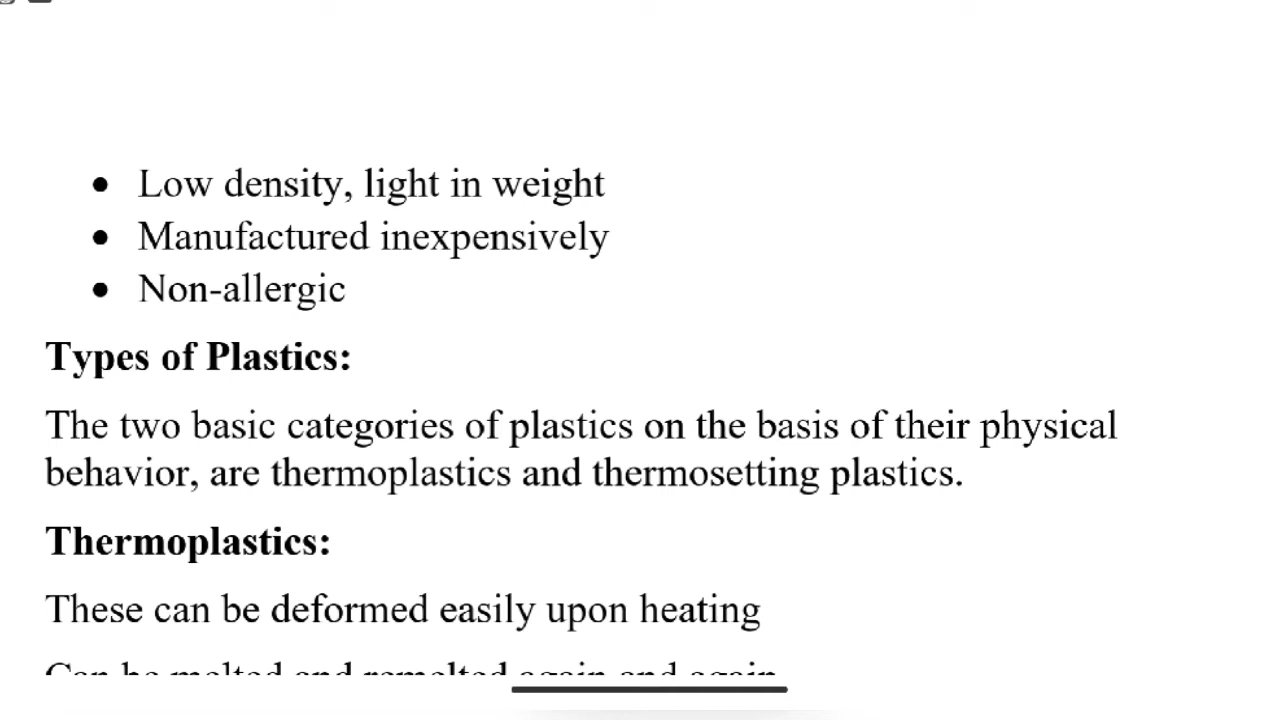 • Low density, light in weight
• Manufactured inexpensively
• Non-allergic
Types of Plastics:
The two basic categories of plastics on the basis of their physical
behavior, are thermoplastics and thermosetting plastics.
Thermoplastics:
These can be deformed easily upon heating
Can be melted and remelted again and again